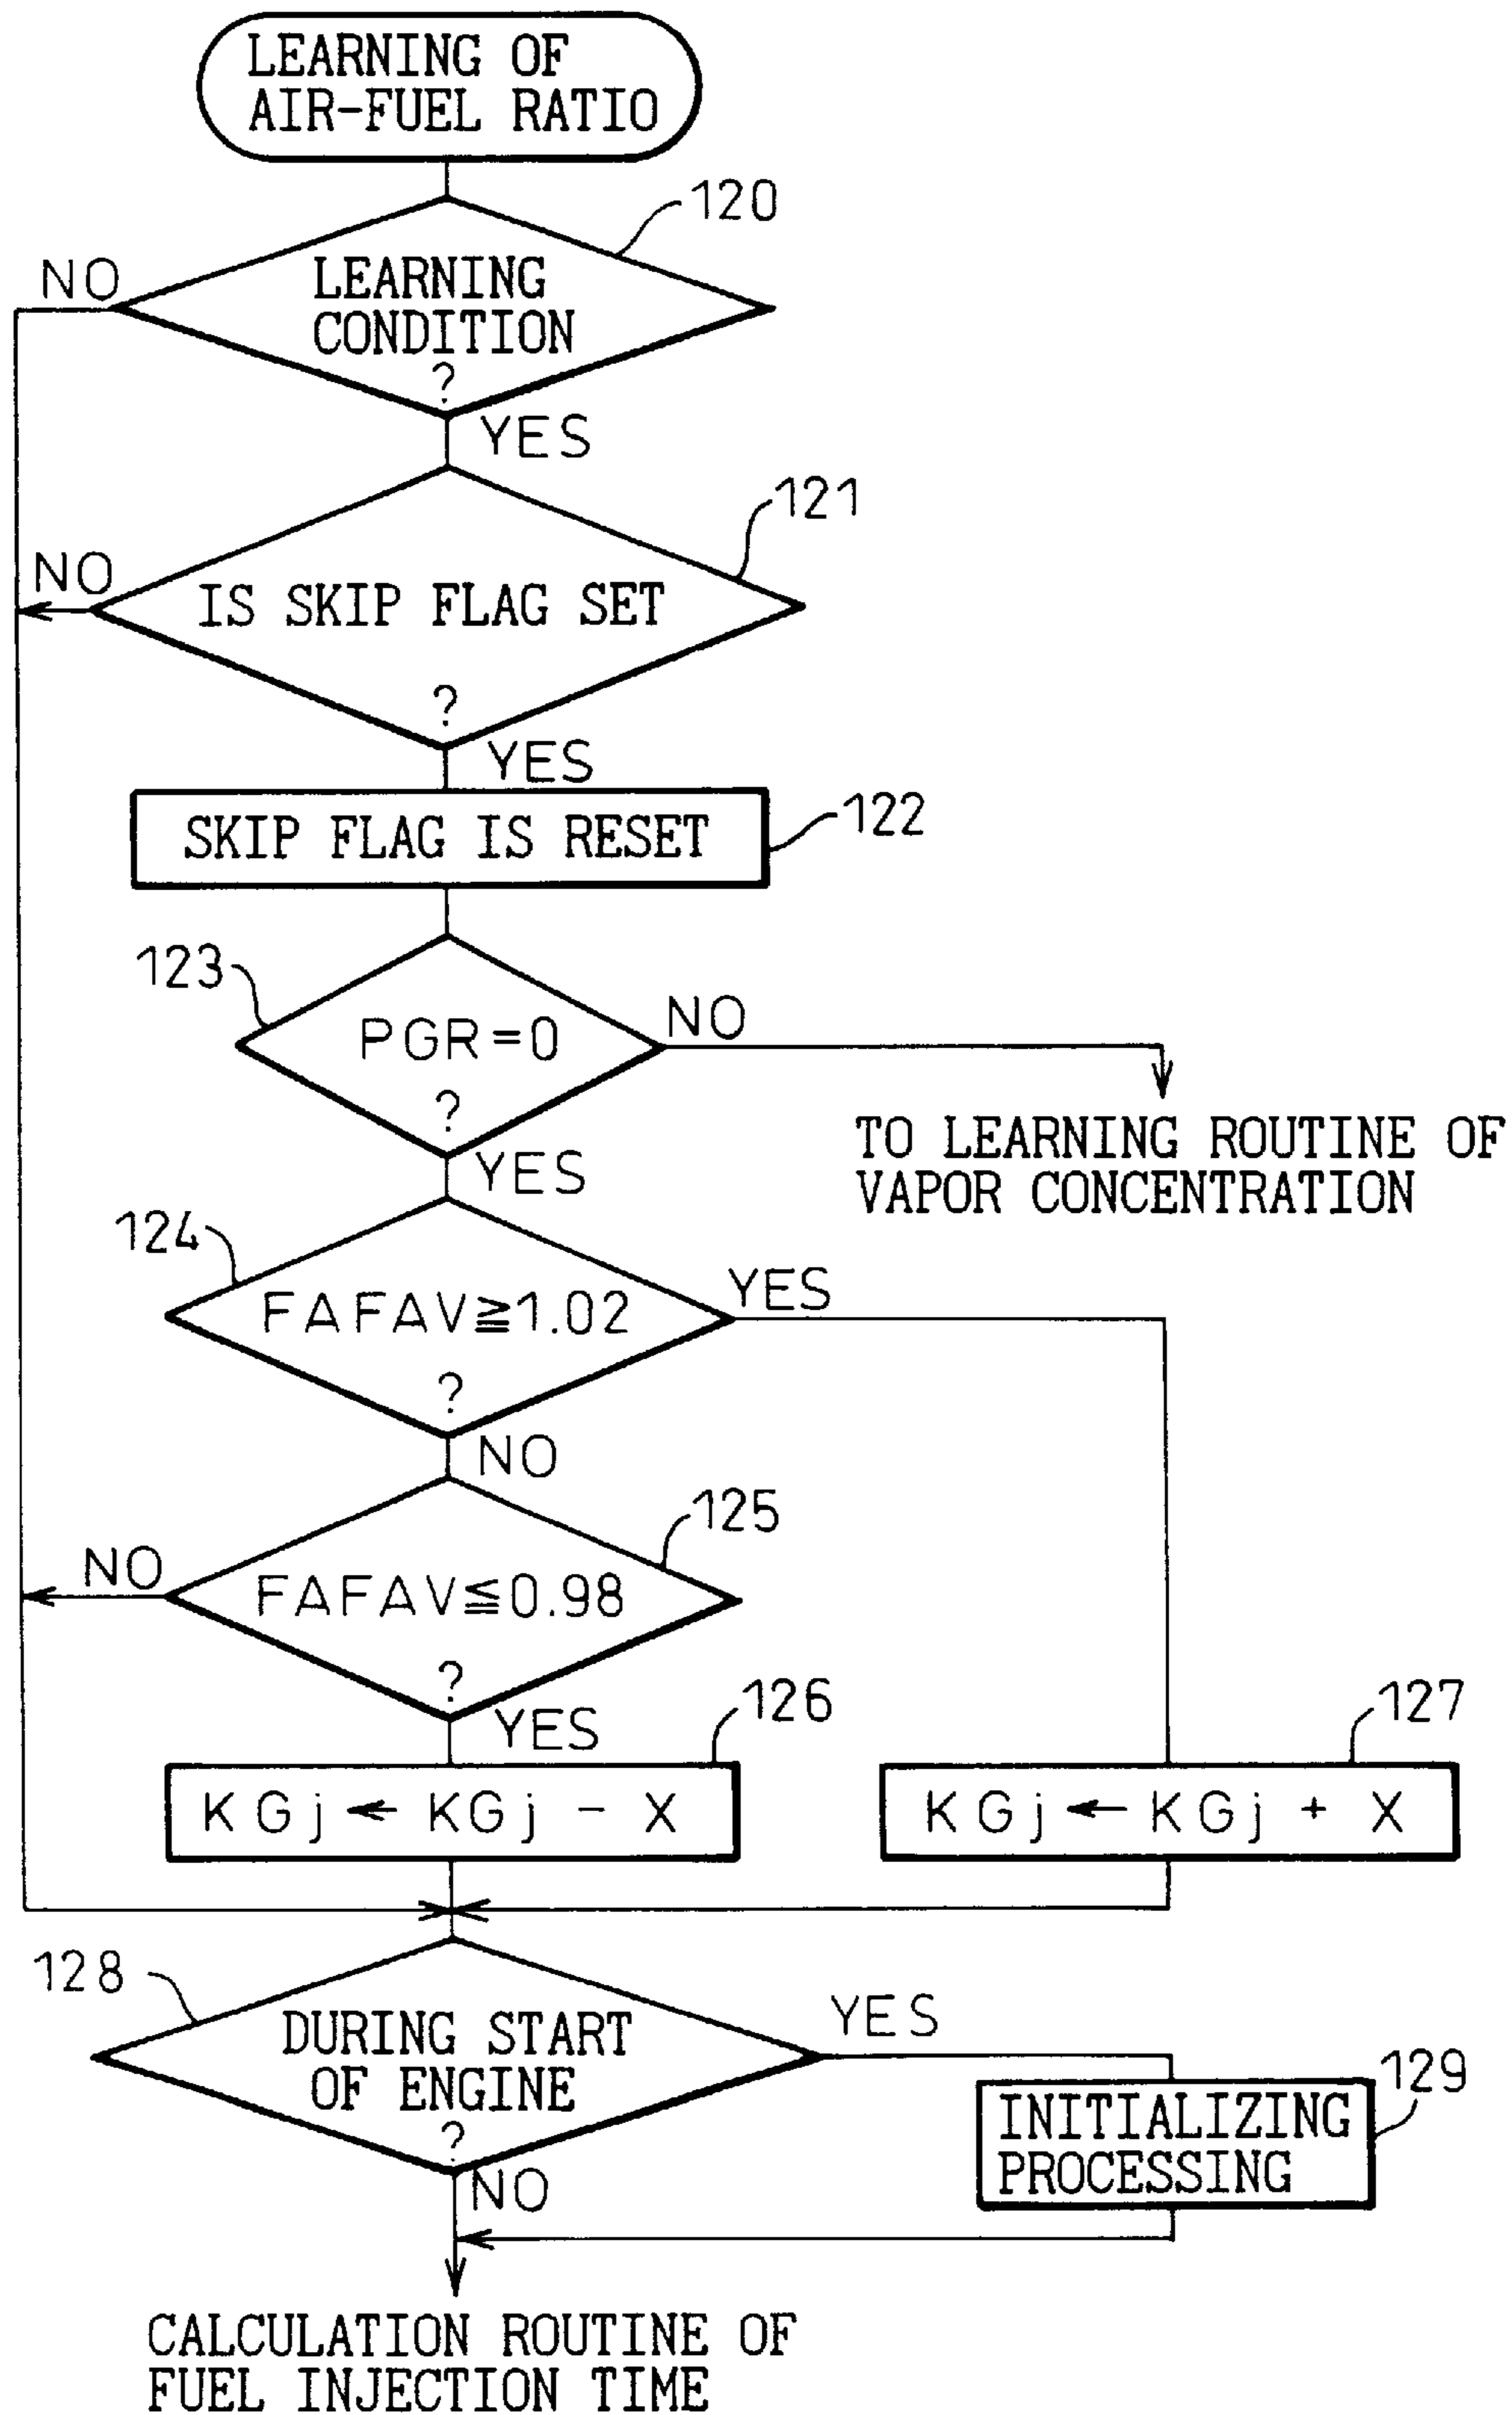 LEARNING OF
AIR-FUEL RATIO
120
NO
LEARNING
CONDITION
?
YES
121
NO
IS SKIP FLAG SET
?
YES
SKIP FLAG IS RESET
122
123
PGR=0
?
NO
TO LEARNING ROUTINE OF
VAPOR CONCENTRATION
YES
124
FAFAV≧1.02
?
YES
NO
125
NO
FAFAV≦0.98
?
YES
126
KGj ← KGj - X
127
KGj ← KGj + X
128
DURING START
OF ENGINE
?
YES
129
INITIALIZING
PROCESSING
NO
CALCULATION ROUTINE OF
FUEL INJECTION TIME